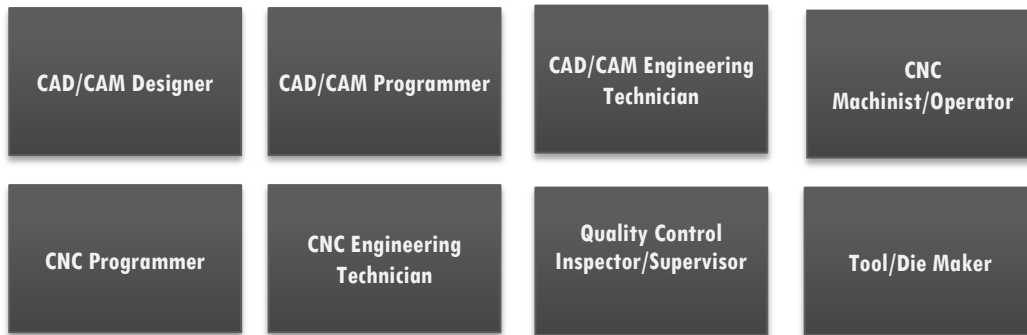 CAD/CAM Designer
CAD/CAM Programmer
CAD/CAM Engineering
Technician
CNC
Machinist/Operator
CNC Programmer
CNC Engineering
Technician
Quality Control
Inspector/Supervisor
Tool/Die Maker